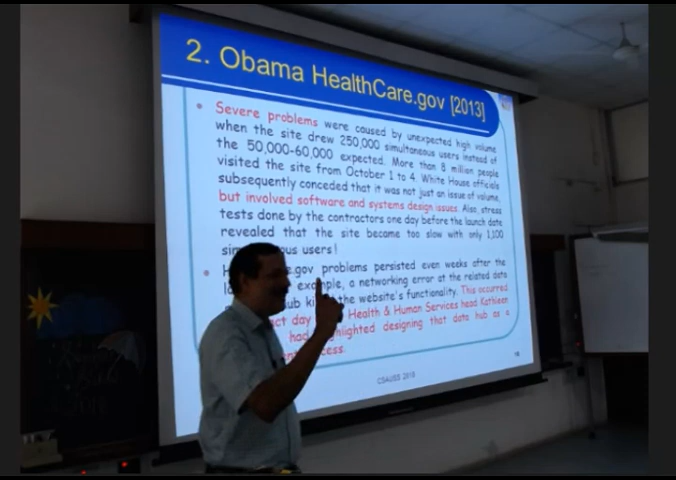 2. Obama HealthCare.gov [2013]
• Severe problems were caused by unexpected high volume
when the site drew 250,000 simultaneous users instead of
the 50,000-60,000 expected. More than 8 million people
visited the site from October 1 to 4. White House officials
subsequently conceded that it was not just an issue of volume,
but involved software and systems design issues. Also, stress
tests done by the contractors one day before the launch date
revealed that the site became too slow with only 1,100
users!
• problems persisted even weeks after the
example, a networking error at the related data
the website's functionality. This occurred
day Health & Human Services head Kathleen
highlighted designing that data hub as a